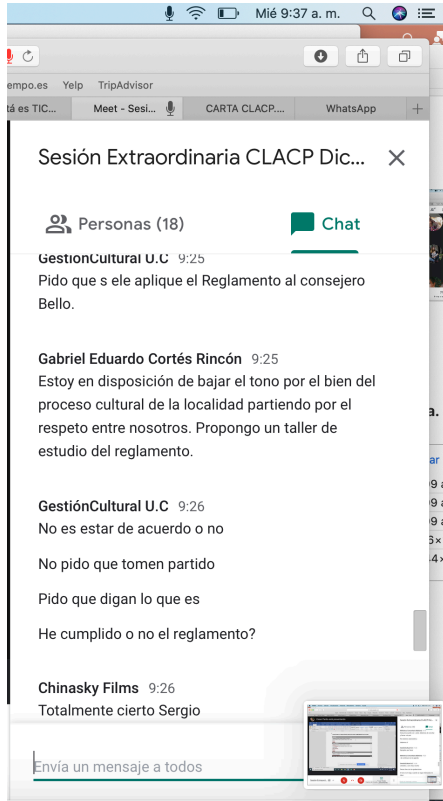 Mié 9:37 a. m.
empo.es Yelp TripAdvisor
tá es TIC... Meet - Sesi... CARTA CLACP.... WhatsApp +
Sesión Extraordinaria CLACP Dic...
Personas (18) Chat
GestiónCultural U.C 9:25
Pido que s ele aplique el Reglamento al consejero
Bello.
Gabriel Eduardo Cortés Rincón 9:25
Estoy en disposición de bajar el tono por el bien del
proceso cultural de la localidad partiendo por el
respeto entre nosotros. Propongo un taller de
estudio del reglamento.
GestiónCultural U.C 9:26
No es estar de acuerdo o no
No pido que tomen partido
Pido que digan lo que es
He cumplido o no el reglamento?
Chinasky Films 9:26
Totalmente cierto Sergio
Envía un mensaje a todos
a.
ar
9 a
9 a
9 a